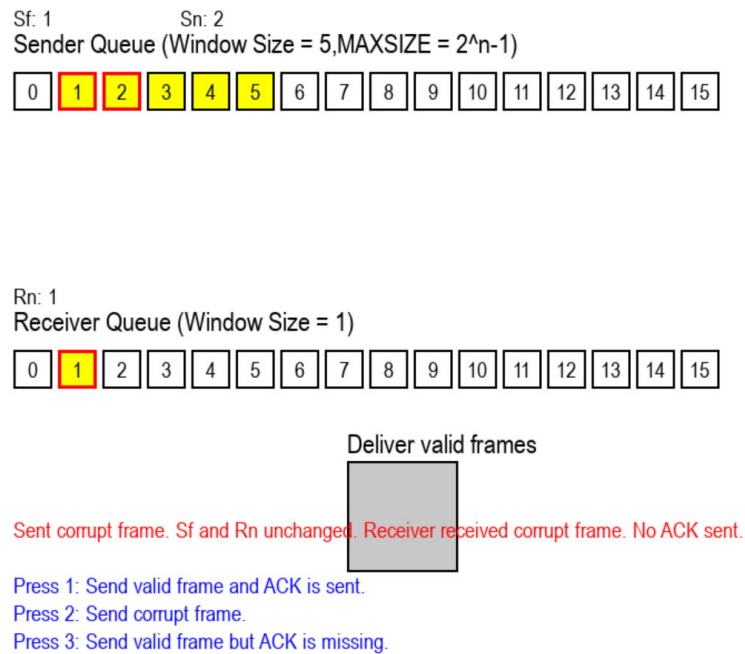 Sf: 1 Sn: 2
Sender Queue (Window Size = 5,MAXSIZE = 2^n-1)
0 1 2 3 4 5 6 7 8 9 10 11 12 13 14 15
Rn: 1
Receiver Queue (Window Size = 1)
0 1 2 3 4 5 6 7 8 9 10 11 12 13 14 15
Deliver valid frames
Sent corrupt frame. Sf and Rn unchanged. Receiver received corrupt frame. No ACK sent.
Press 1: Send valid frame and ACK is sent.
Press 2: Send corrupt frame.
Press 3: Send valid frame but ACK is missing.